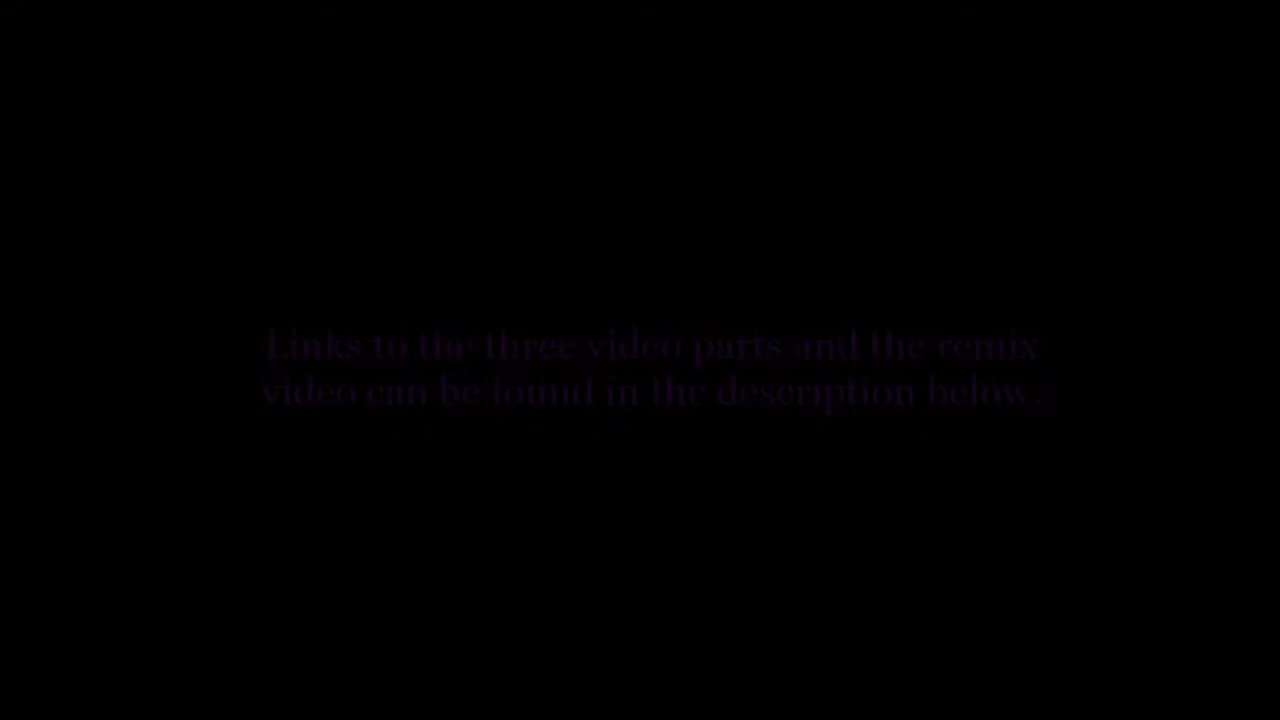 Links to the three video parts and the remix
video can be found in the description below.